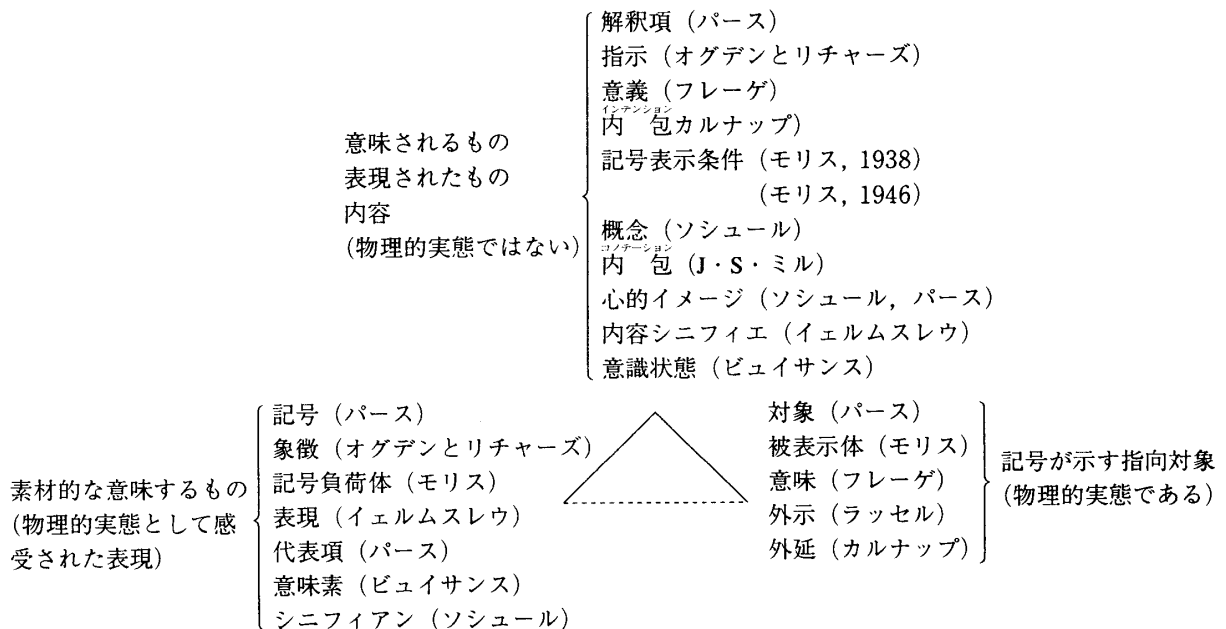 解釈項（パース）
指示（オグデンとリチャーズ）
意義（フレーゲ）
インテンション
内　包カルナップ）
記号表示条件（モリス, 1938）
（モリス, 1946）
概念（ソシュール）
コノテーション
内　包（J・S・ミル）
心的イメージ（ソシュール，パース）
内容シニフィエ（イェルムスレウ）
意識状態（ビュイサンス）
意味されるもの
表現されたもの
内容
(物理的実態ではない)
素材的な意味するもの
(物理的実態として感
受された表現)
記号（パース）
象徴（オグデンとリチャーズ）
記号負荷体（モリス）
表現（イェルムスレウ）
代表項（パース）
意味素（ビュイサンス）
シニフィアン（ソシュール）
対象（パース）
被表示体（モリス）
意味（フレーゲ）
外示（ラッセル）
外延（カルナップ）
記号が示す指向対象
(物理的実態である)